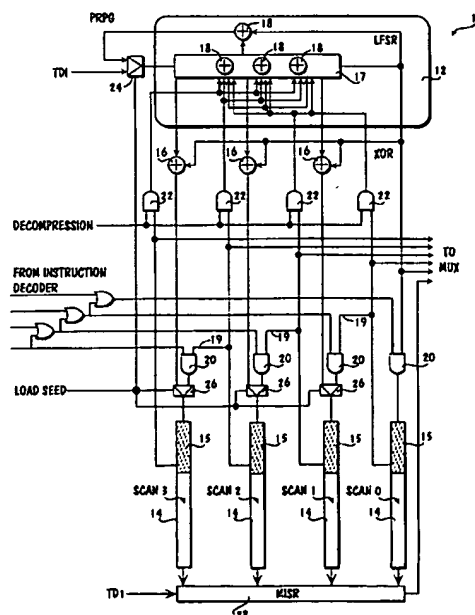 PRPG
18
LFSR
18
18
18
TDI
24
17
12
16
16
16
XOR
22
22
22
22
DECOMPRESSION
TO
MUX
FROM INSTRUCTION
DECODER
19
19
19
20
20
20
20
LOAD SEED
26
26
26
15
15
15
15
SCAN 3
SCAN 2
SCAN 1
SCAN 0
14
14
14
14
TDI
MISR